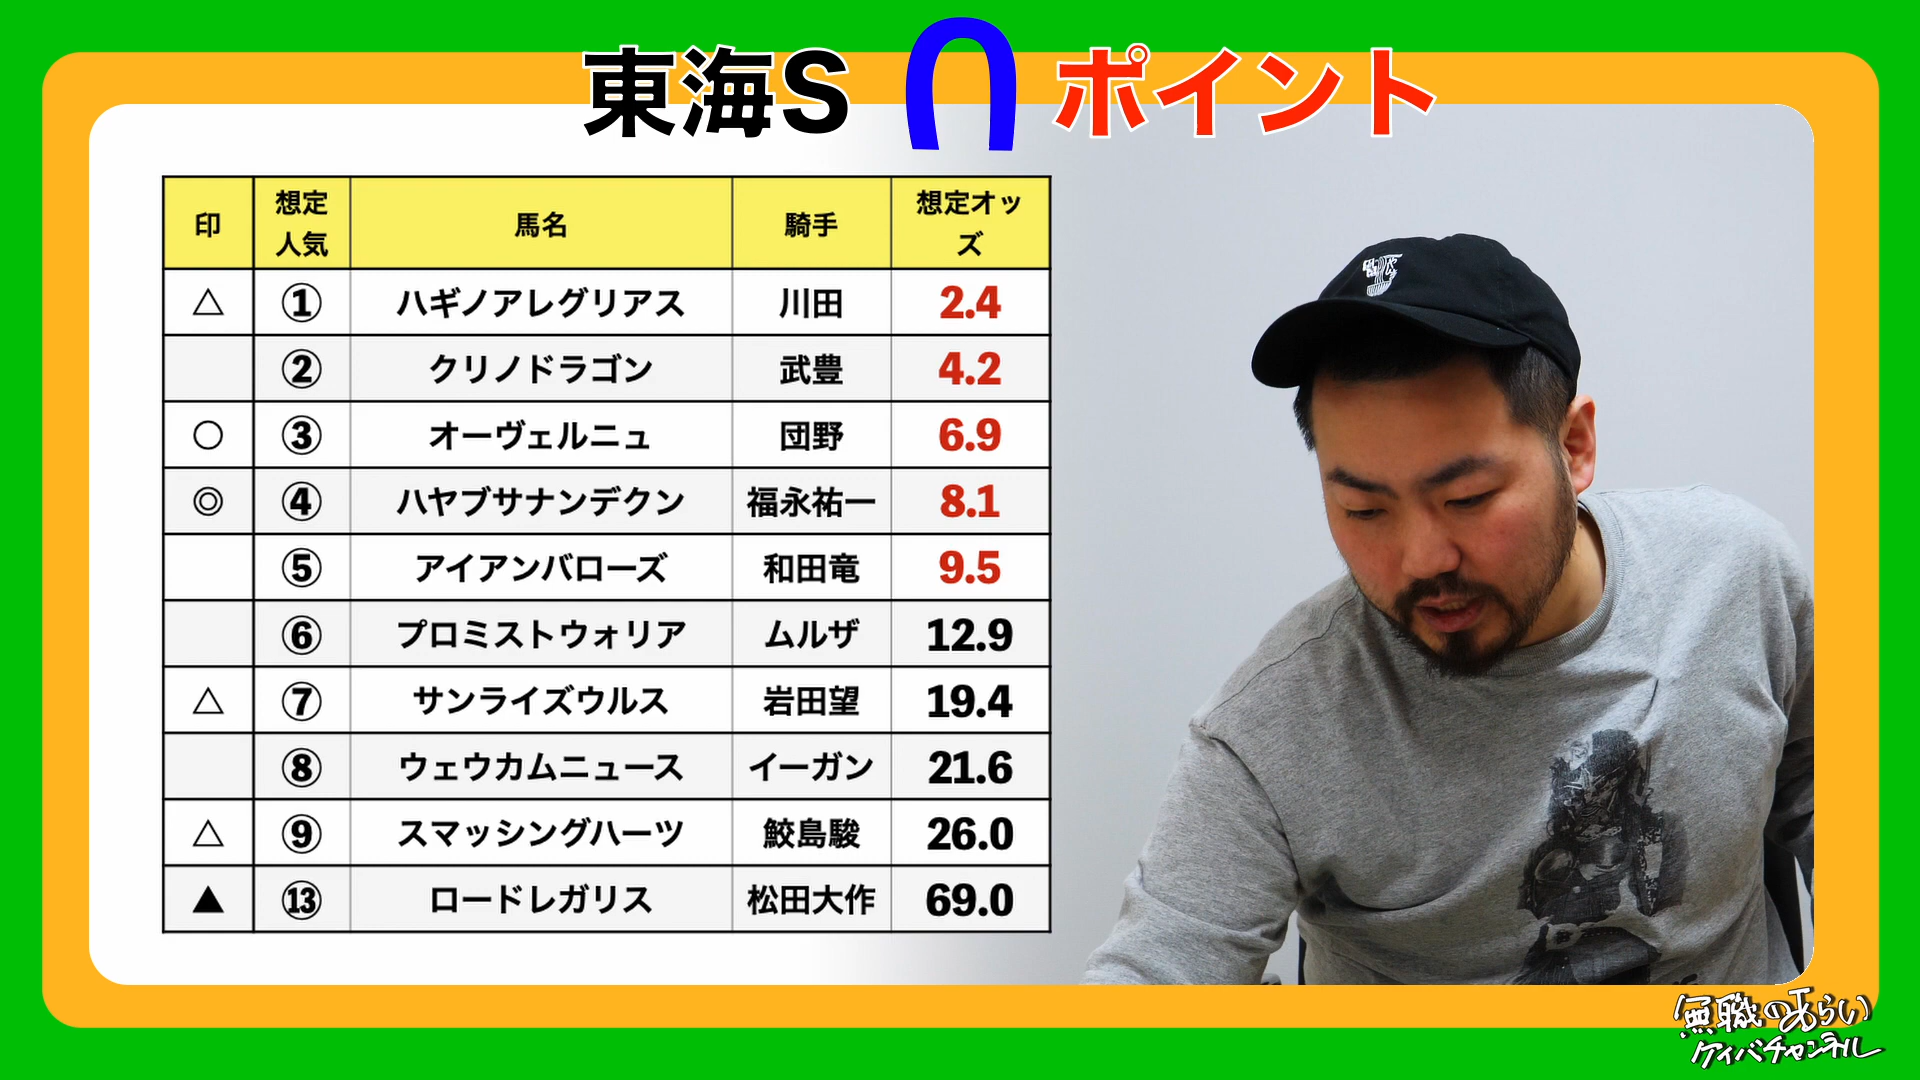 東海S ポイント
印 想定人気 馬名 騎手 想定オッズ
△ ① ハギノアレグリアス 川田 2.4
② クリノドラゴン 武豊 4.2
○ ③ オーヴェルニュ 団野 6.9
◎ ④ ハヤブサナンデクン 福永祐一 8.1
⑤ アイアンバローズ 和田竜 9.5
⑥ プロミストウォリア ムルザ 12.9
△ ⑦ サンライズウルス 岩田望 19.4
⑧ ウェウカムニュース イーガン 21.6
△ ⑨ スマッシングハーツ 鮫島駿 26.0
▲ ⑬ ロードレガリス 松田大作 69.0
無職のあらい
ケイバチャンネル